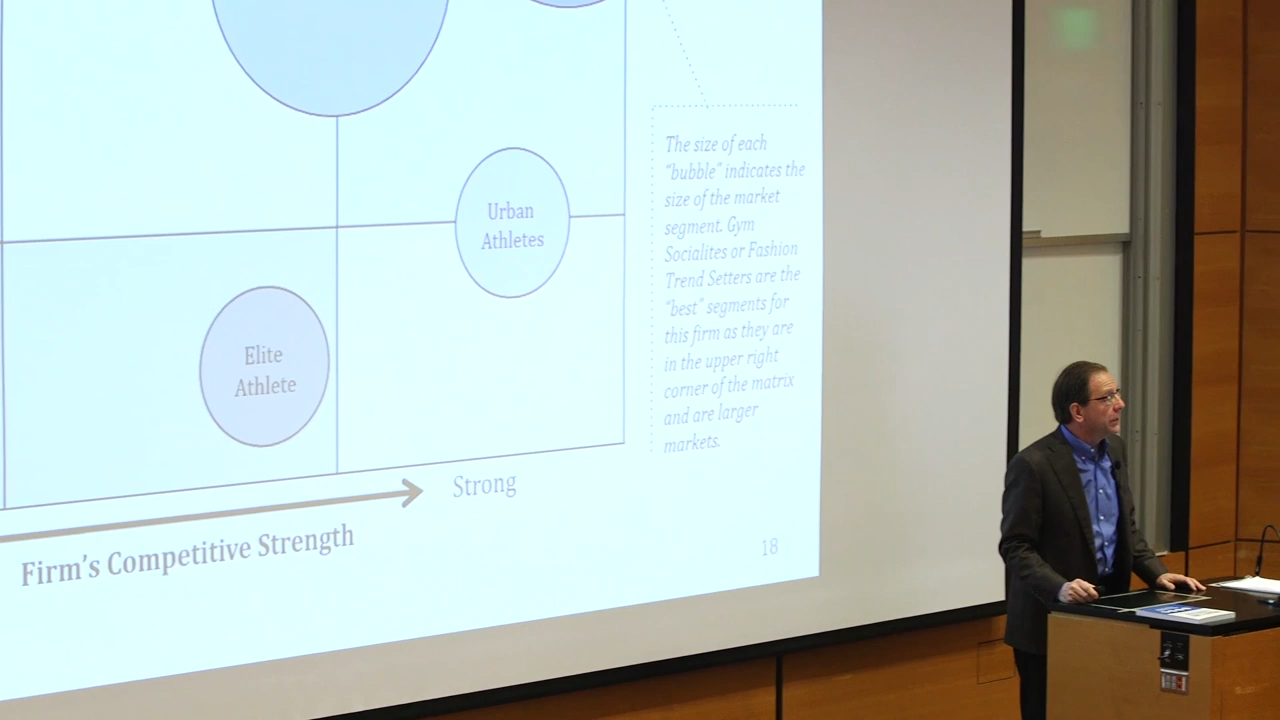 Urban
Athletes
Elite
Athlete
The size of each
"bubble" indicates the
size of the market
segment. Gym
Socialites or Fashion
Trend Setters are the
"best" segments for
this firm as they are
in the upper right
corner of the matrix
and are larger
markets.
Strong
Firm's Competitive Strength
18